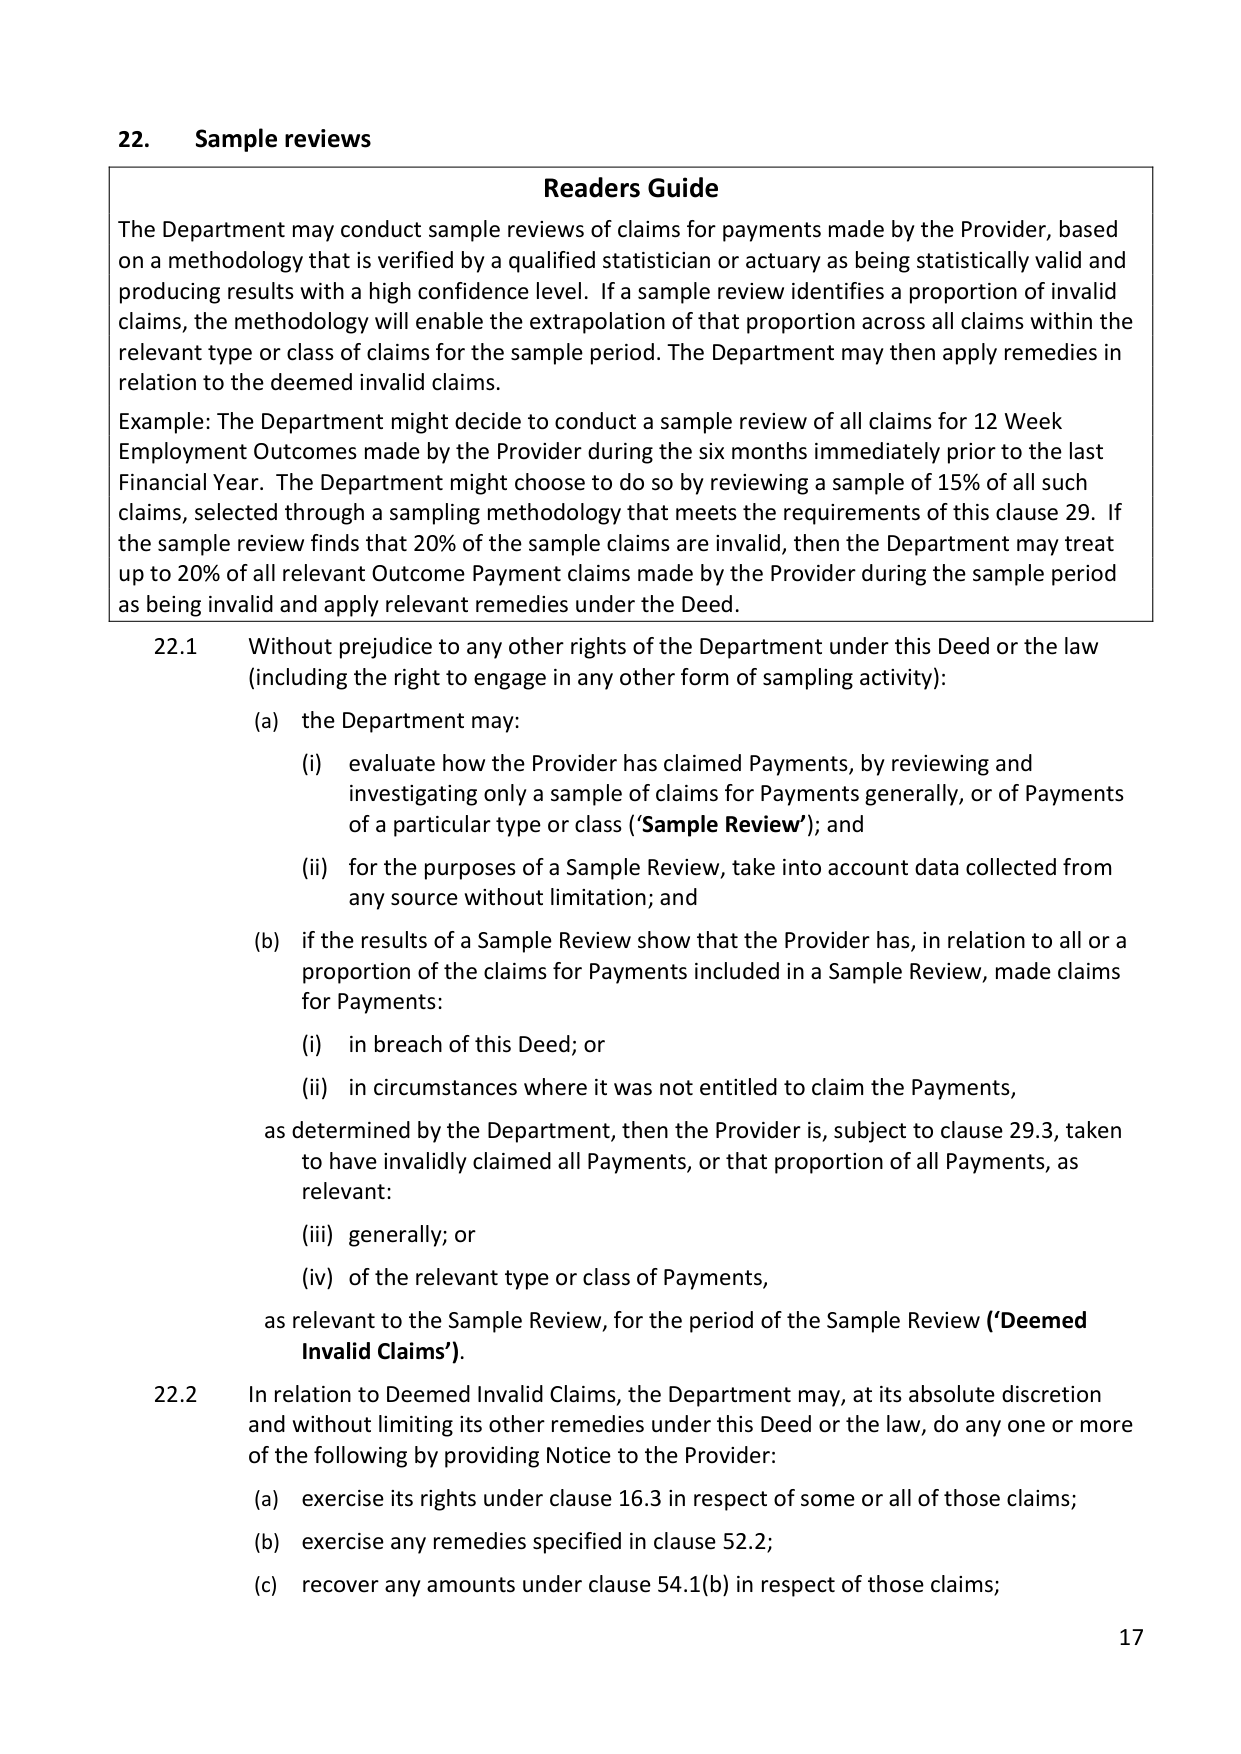 22. Sample reviews
Readers Guide
The Department may conduct sample reviews of claims for payments made by the Provider, based
on a methodology that is verified by a qualified statistician or actuary as being statistically valid and
producing results with a high confidence level.  If a sample review identifies a proportion of invalid
claims, the methodology will enable the extrapolation of that proportion across all claims within the
relevant type or class of claims for the sample period. The Department may then apply remedies in
relation to the deemed invalid claims.
Example: The Department might decide to conduct a sample review of all claims for 12 Week
Employment Outcomes made by the Provider during the six months immediately prior to the last
Financial Year.  The Department might choose to do so by reviewing a sample of 15% of all such
claims, selected through a sampling methodology that meets the requirements of this clause 29.  If
the sample review finds that 20% of the sample claims are invalid, then the Department may treat
up to 20% of all relevant Outcome Payment claims made by the Provider during the sample period
as being invalid and apply relevant remedies under the Deed.
22.1 Without prejudice to any other rights of the Department under this Deed or the law
(including the right to engage in any other form of sampling activity):
(a) the Department may:
(i) evaluate how the Provider has claimed Payments, by reviewing and
investigating only a sample of claims for Payments generally, or of Payments
of a particular type or class (‘Sample Review’); and
(ii) for the purposes of a Sample Review, take into account data collected from
any source without limitation; and
(b) if the results of a Sample Review show that the Provider has, in relation to all or a
proportion of the claims for Payments included in a Sample Review, made claims
for Payments:
(i) in breach of this Deed; or
(ii) in circumstances where it was not entitled to claim the Payments,
as determined by the Department, then the Provider is, subject to clause 29.3, taken
to have invalidly claimed all Payments, or that proportion of all Payments, as
relevant:
(iii) generally; or
(iv) of the relevant type or class of Payments,
as relevant to the Sample Review, for the period of the Sample Review (‘Deemed
Invalid Claims’).
22.2 In relation to Deemed Invalid Claims, the Department may, at its absolute discretion
and without limiting its other remedies under this Deed or the law, do any one or more
of the following by providing Notice to the Provider:
(a) exercise its rights under clause 16.3 in respect of some or all of those claims;
(b) exercise any remedies specified in clause 52.2;
(c) recover any amounts under clause 54.1(b) in respect of those claims;
17